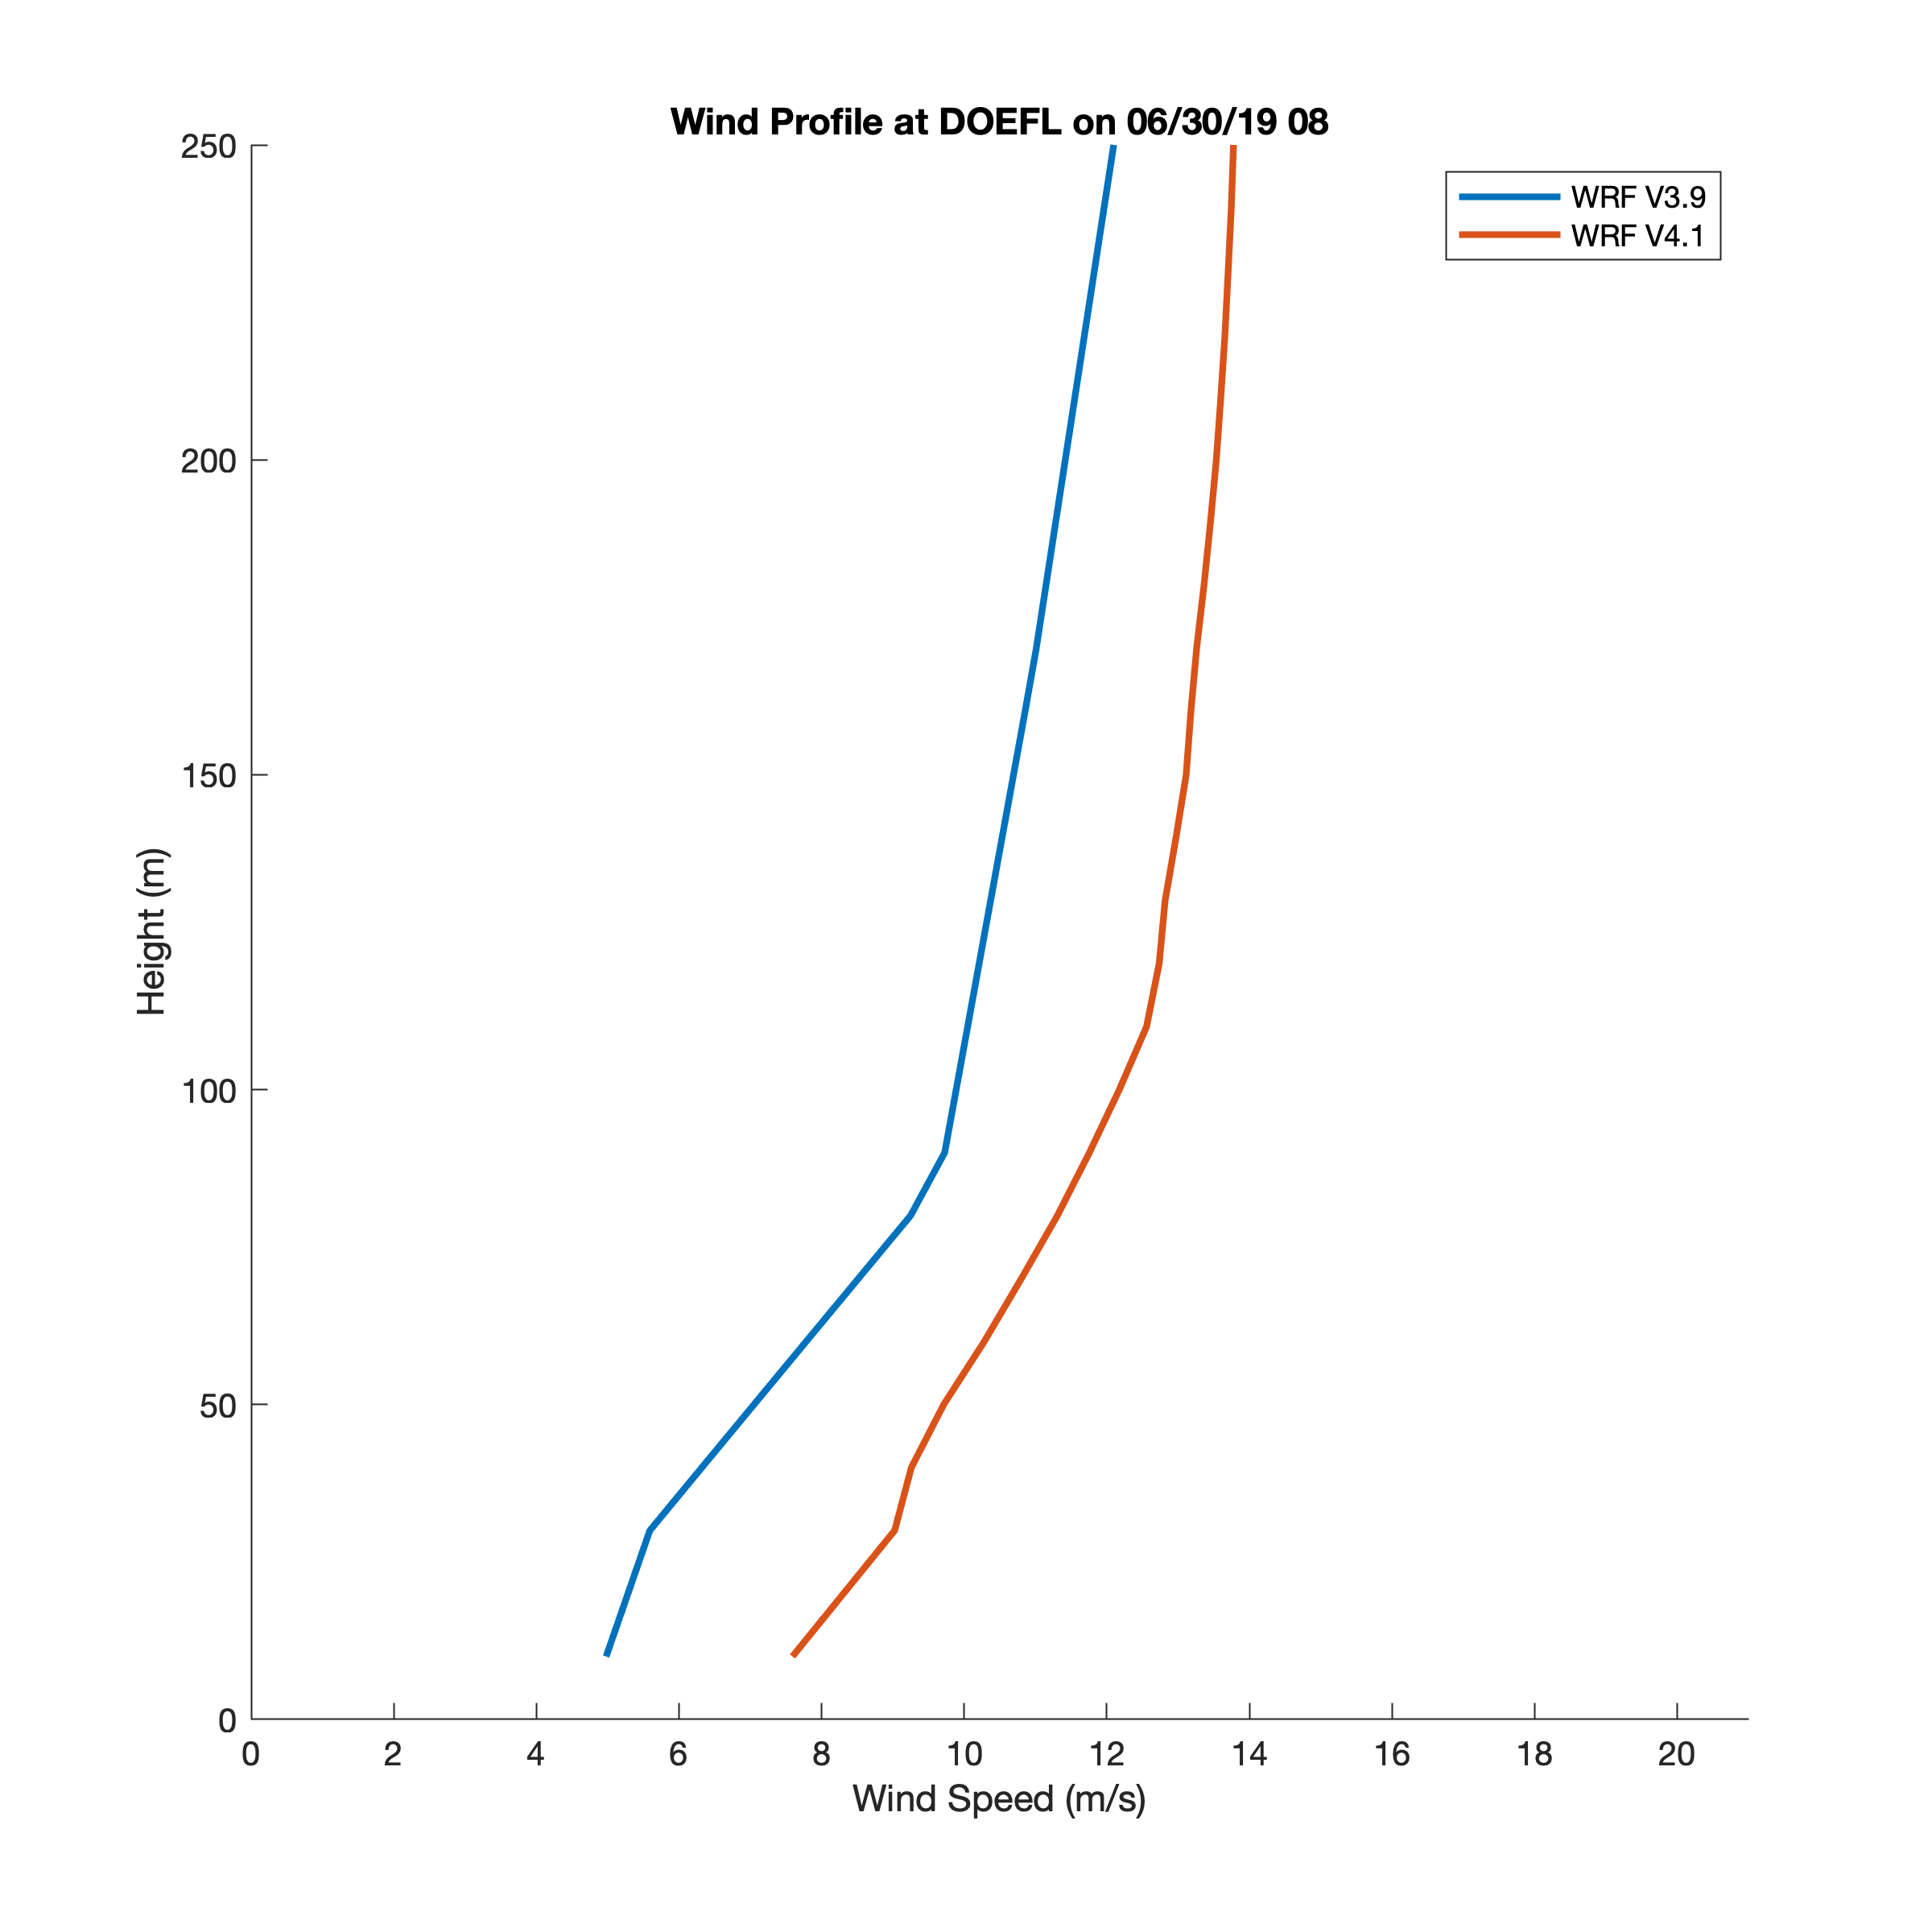 Wind Profile at DOEFL on 06/30/19 08
WRF V3.9
WRF V4.1
250
200
150
100
50
0
Height (m)
0 2 4 6 8 10 12 14 16 18 20
Wind Speed (m/s)